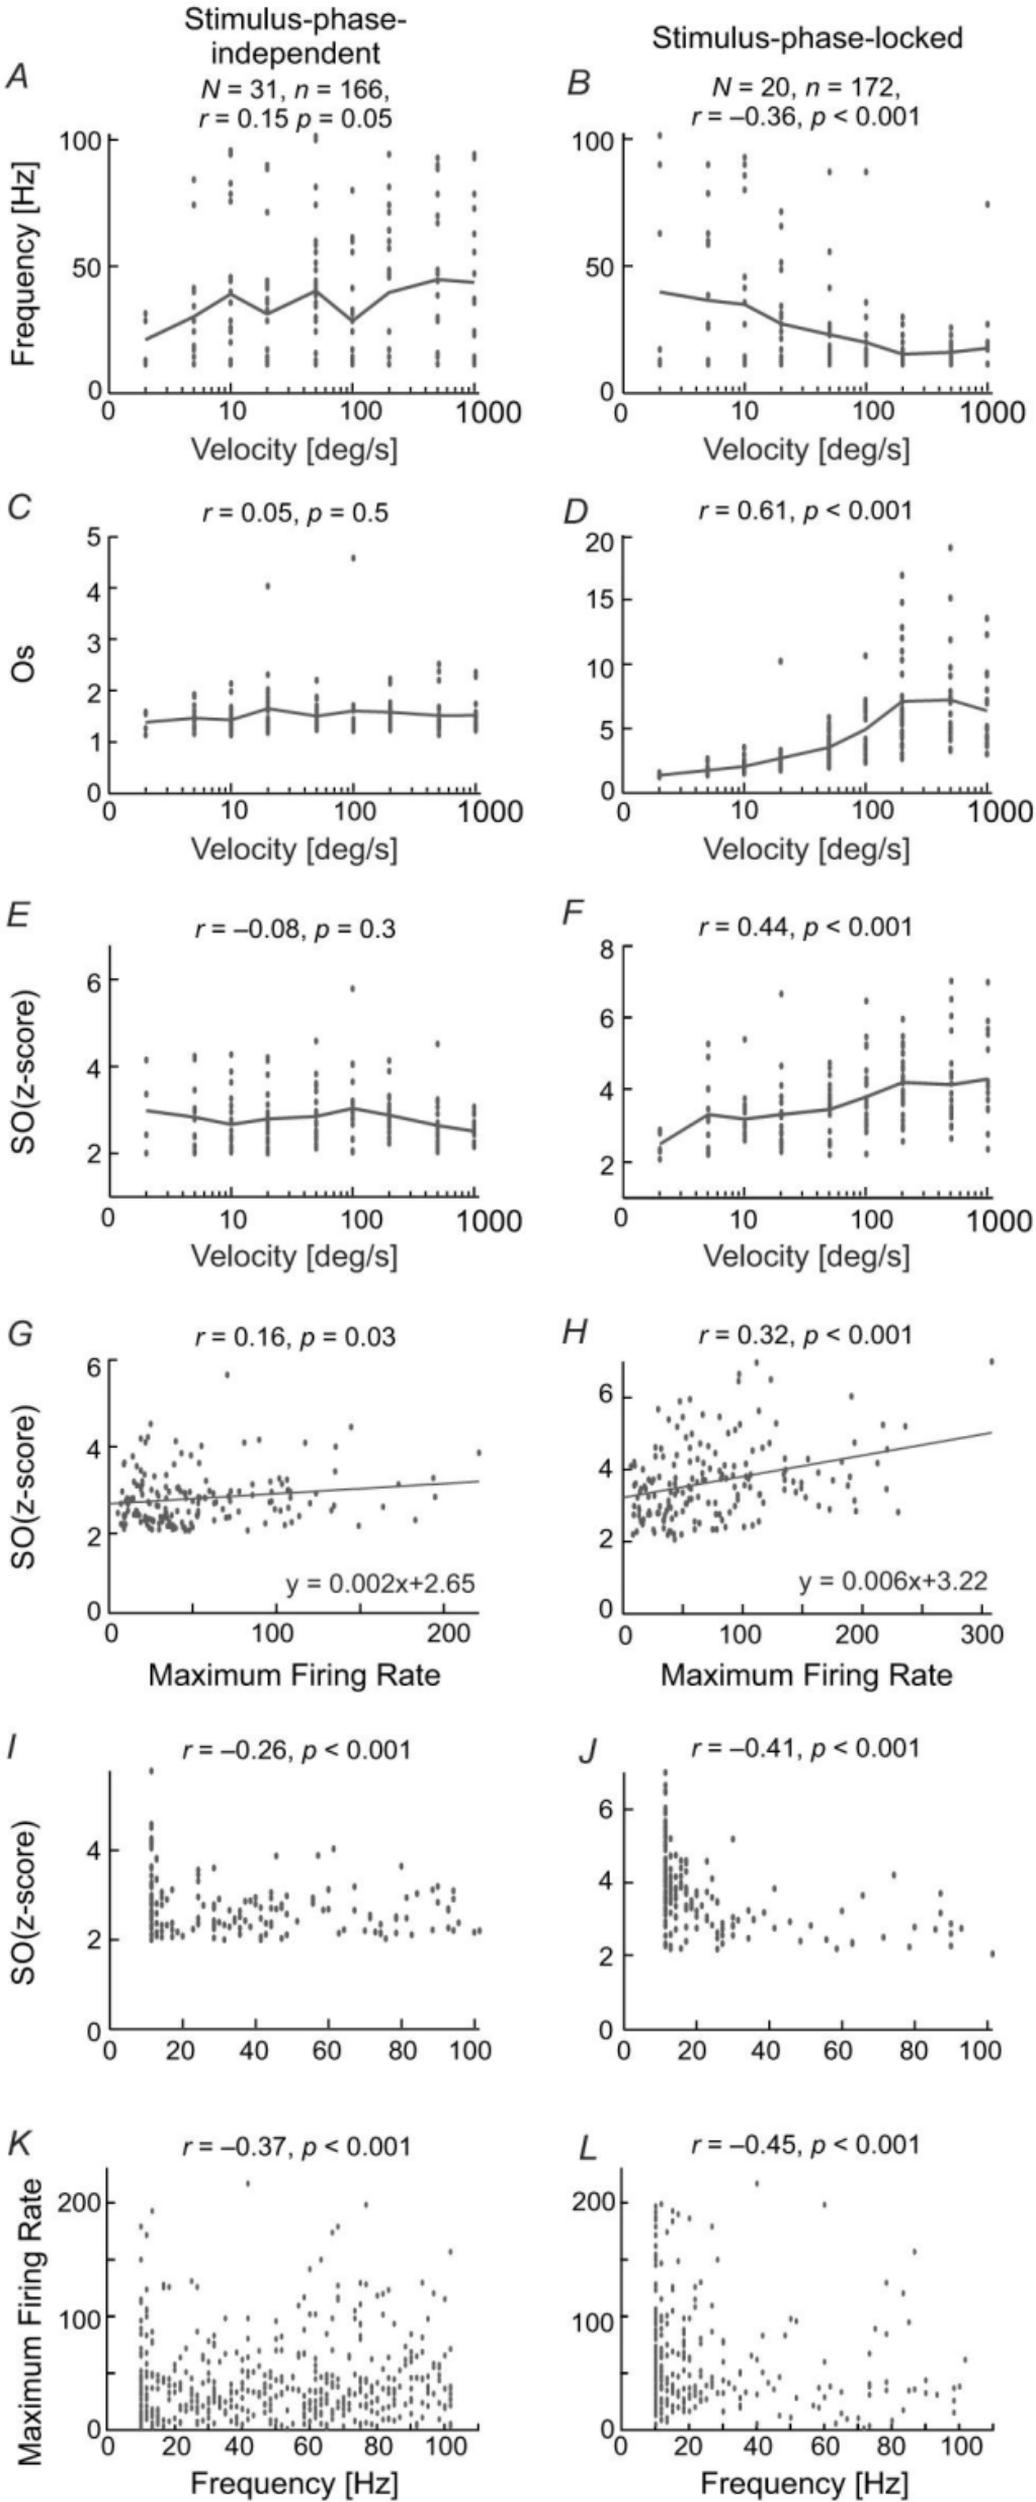 Stimulus-phase-
independent
Stimulus-phase-locked
A
N = 31, n = 166,
r = 0.15 p = 0.05
B
N = 20, n = 172,
r = –0.36, p < 0.001
Frequency [Hz]
100
50
0
0 10 100 1000
Velocity [deg/s]
100
50
0
0 10 100 1000
Velocity [deg/s]
C
r = 0.05, p = 0.5
D
r = 0.61, p < 0.001
Os
5
4
3
2
1
0
0 10 100 1000
Velocity [deg/s]
20
15
10
5
0
0 10 100 1000
Velocity [deg/s]
E
r = –0.08, p = 0.3
F
r = 0.44, p < 0.001
SO(z-score)
6
4
2
0 10 100 1000
Velocity [deg/s]
8
6
4
2
0 10 100 1000
Velocity [deg/s]
G
r = 0.16, p = 0.03
H
r = 0.32, p < 0.001
SO(z-score)
6
4
2
0
y = 0.002x+2.65
0 100 200
Maximum Firing Rate
6
4
2
0
y = 0.006x+3.22
0 100 200 300
Maximum Firing Rate
I
r = –0.26, p < 0.001
J
r = –0.41, p < 0.001
SO(z-score)
4
2
0
0 20 40 60 80 100
6
4
2
0
0 20 40 60 80 100
K
r = –0.37, p < 0.001
L
r = –0.45, p < 0.001
Maximum Firing Rate
200
100
0
0 20 40 60 80 100
Frequency [Hz]
200
100
0
0 20 40 60 80 100
Frequency [Hz]